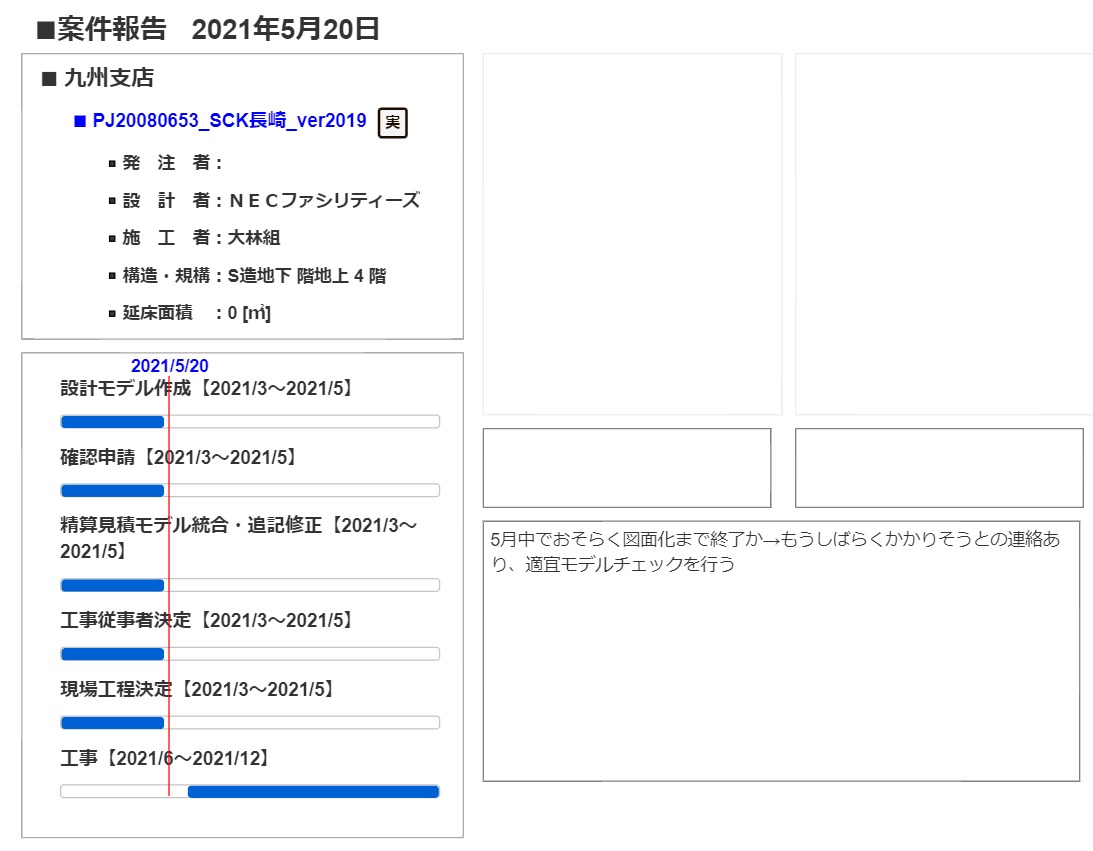 ■案件報告 2021年5月20日
■ 九州支店
■ PJ20080653_SCK長崎_ver2019 実
▪ 発 注 者：
▪ 設 計 者：ＮＥＣファシリティーズ
▪ 施 工 者：大林組
▪ 構造・規構：S造地下 階地上 4 階
▪ 延床面積 ：0 [㎡]
2021/5/20
設計モデル作成【2021/3～2021/5】
確認申請【2021/3～2021/5】
精算見積モデル統合・追記修正【2021/3～
2021/5】
工事従事者決定【2021/3～2021/5】
現場工程決定【2021/3～2021/5】
工事【2021/6～2021/12】
5月中でおそらく図面化まで終了か→もうしばらくかかりそうとの連絡あ
り、適宜モデルチェックを行う